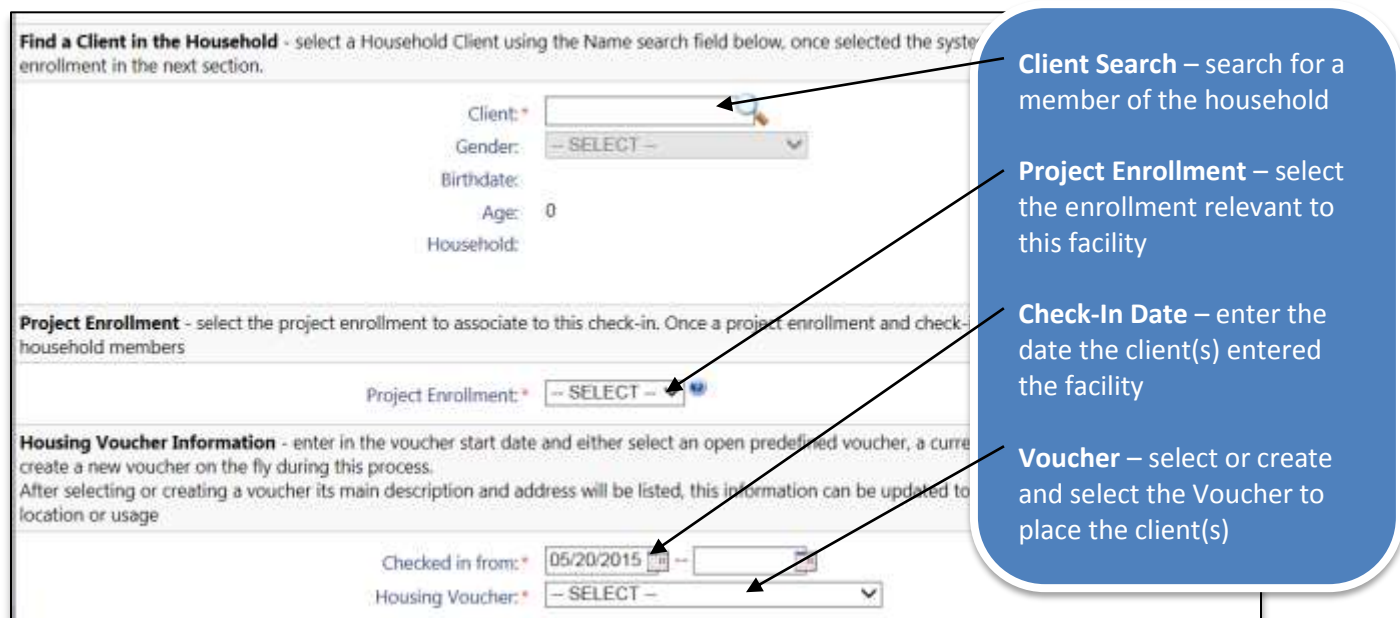 Find a Client in the Household - select a Household Client using the Name search field below, once selected the syste
enrollment in the next section.
Client: *
Gender: -- SELECT --
Birthdate:
Age: 0
Household:
Project Enrollment - select the project enrollment to associate to this check-in. Once a project enrollment and check-
household members
Project Enrollment: * -- SELECT --
Housing Voucher Information - enter in the voucher start date and either select an open predefined voucher, a curre
create a new voucher on the fly during this process.
After selecting or creating a voucher its main description and address will be listed, this information can be updated to
location or usage
Checked in from: * 05/20/2015 --
Housing Voucher: * -- SELECT --
Client Search – search for a
member of the household
Project Enrollment – select
the enrollment relevant to
this facility
Check-In Date – enter the
date the client(s) entered
the facility
Voucher – select or create
and select the Voucher to
place the client(s)